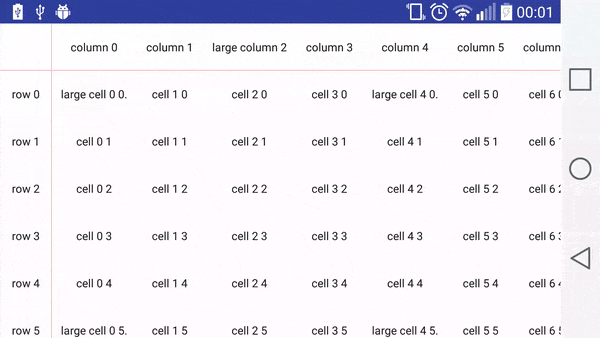 00:01
column 0 column 1 large column 2 column 3 column 4 column 5 column
row 0 large cell 0 0. cell 1 0 cell 2 0 cell 3 0 large cell 4 0. cell 5 0 cell 6 0
row 1 cell 0 1 cell 1 1 cell 2 1 cell 3 1 cell 4 1 cell 5 1 cell 6 1
row 2 cell 0 2 cell 1 2 cell 2 2 cell 3 2 cell 4 2 cell 5 2 cell 6 2
row 3 cell 0 3 cell 1 3 cell 2 3 cell 3 3 cell 4 3 cell 5 3 cell 6 3
row 4 cell 0 4 cell 1 4 cell 2 4 cell 3 4 cell 4 4 cell 5 4 cell 6 4
row 5 large cell 0 5. cell 1 5 cell 2 5 cell 3 5 large cell 4 5. cell 5 5 cell 6 5